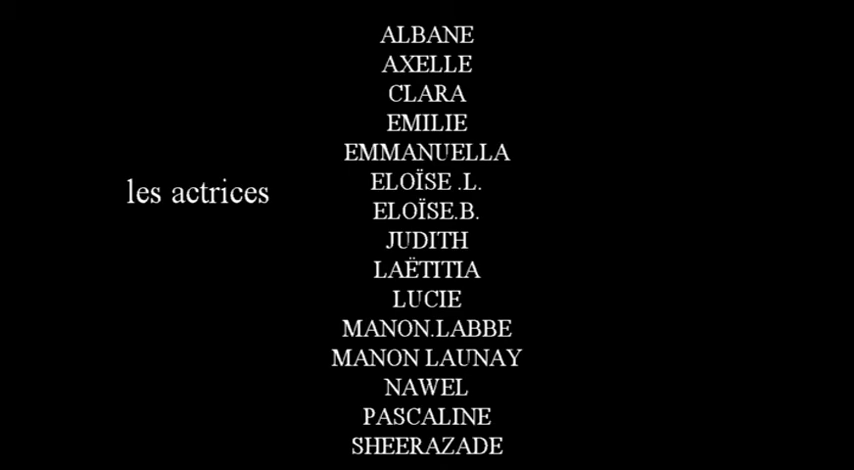 les actrices
ALBANE
AXELLE
CLARA
EMILIE
EMMANUELLA
ELOÏSE .L.
ELOÏSE.B.
JUDITH
LAËTITIA
LUCIE
MANON.LABBE
MANON LAUNAY
NAWEL
PASCALINE
SHEERAZADE